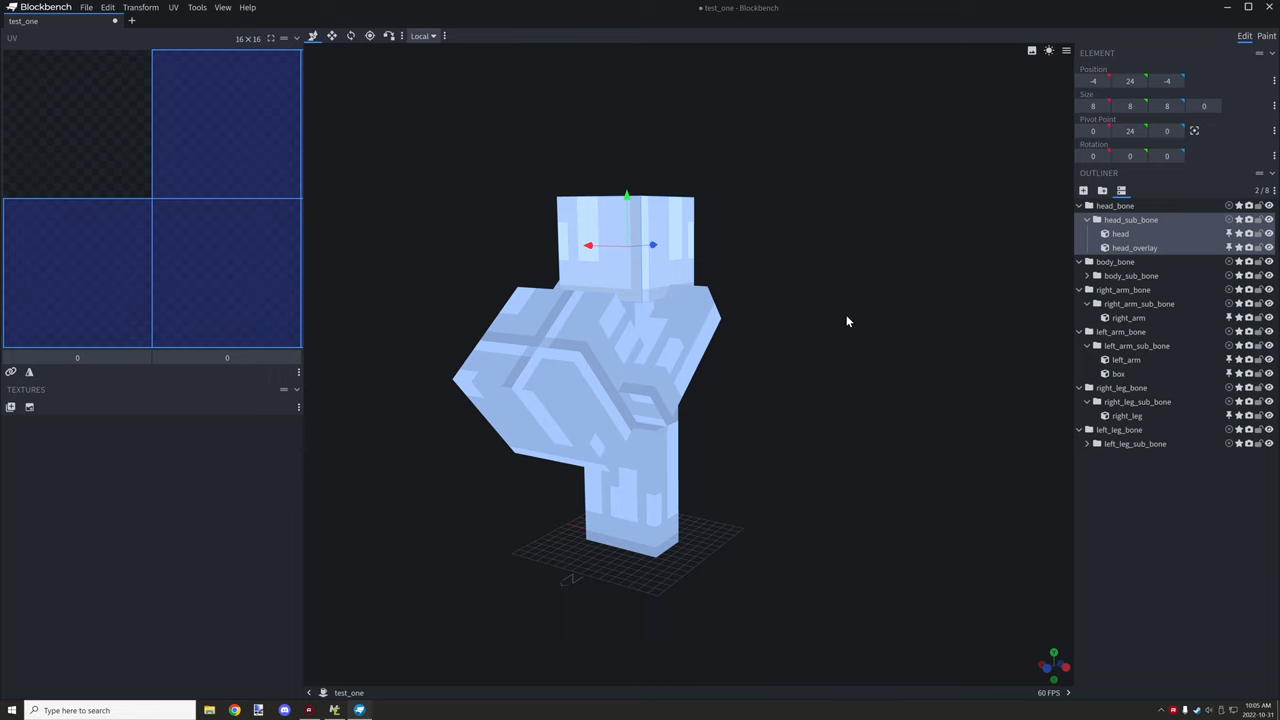 Blockbench
File Edit Transform UV Tools View Help
● test_one — Blockbench
test_one
UV
16 × 16
Local
Edit Paint
ELEMENT
Position
-4 24 -4
Size
8 8 8 0
Pivot Point
0 24 0
Rotation
0 0 0
OUTLINER
2 / 8
head_bone
head_sub_bone
head
head_overlay
body_bone
body_sub_bone
right_arm_bone
right_arm_sub_bone
right_arm
left_arm_bone
left_arm_sub_bone
left_arm
box
right_leg_bone
right_leg_sub_bone
right_leg
left_leg_bone
left_leg_sub_bone
0 0
TEXTURES
test_one
60 FPS
Type here to search
10:05 AM
2022-10-31